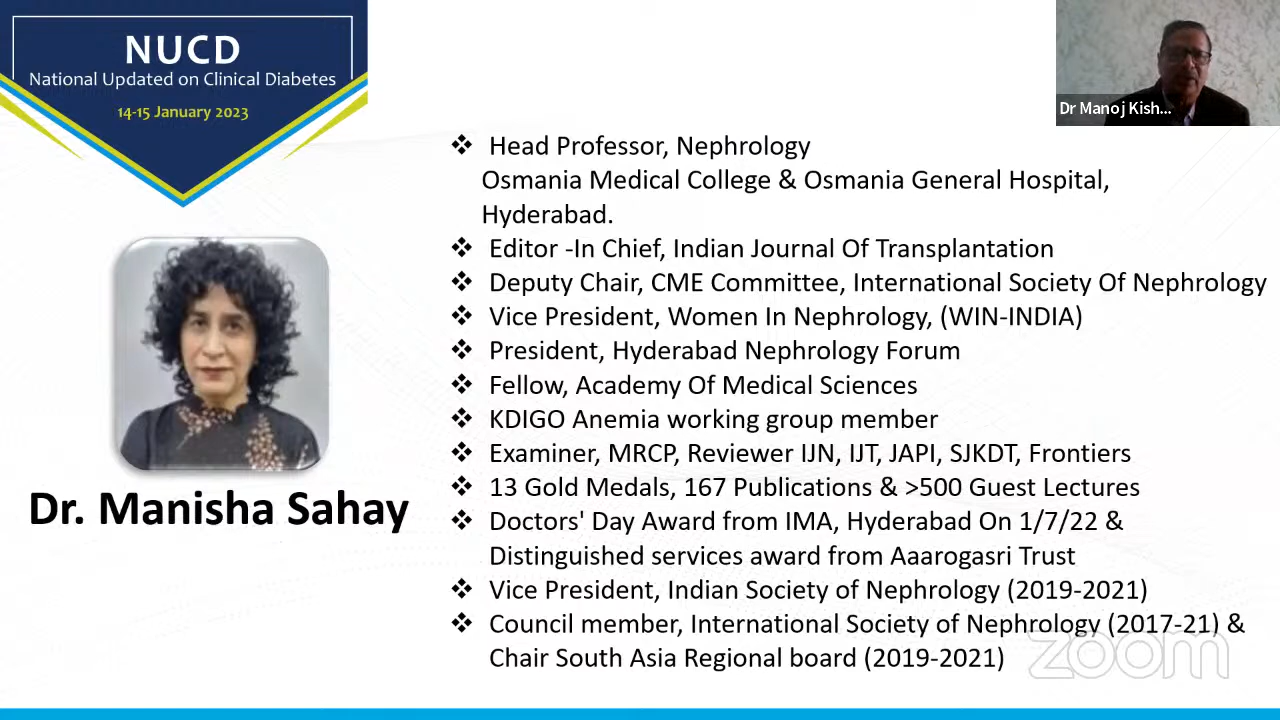 NUCD
National Updated on Clinical Diabetes
14-15 January 2023
Dr Manoj Kish...
❖ Head Professor, Nephrology
Osmania Medical College & Osmania General Hospital,
Hyderabad.
❖ Editor -In Chief, Indian Journal Of Transplantation
❖ Deputy Chair, CME Committee, International Society Of Nephrology
❖ Vice President, Women In Nephrology, (WIN-INDIA)
❖ President, Hyderabad Nephrology Forum
❖ Fellow, Academy Of Medical Sciences
❖ KDIGO Anemia working group member
❖ Examiner, MRCP, Reviewer IJN, IJT, JAPI, SJKDT, Frontiers
❖ 13 Gold Medals, 167 Publications & >500 Guest Lectures
❖ Doctors' Day Award from IMA, Hyderabad On 1/7/22 &
Distinguished services award from Aaarogasri Trust
❖ Vice President, Indian Society of Nephrology (2019-2021)
❖ Council member, International Society of Nephrology (2017-21) &
Chair South Asia Regional board (2019-2021)
Dr. Manisha Sahay
zoom